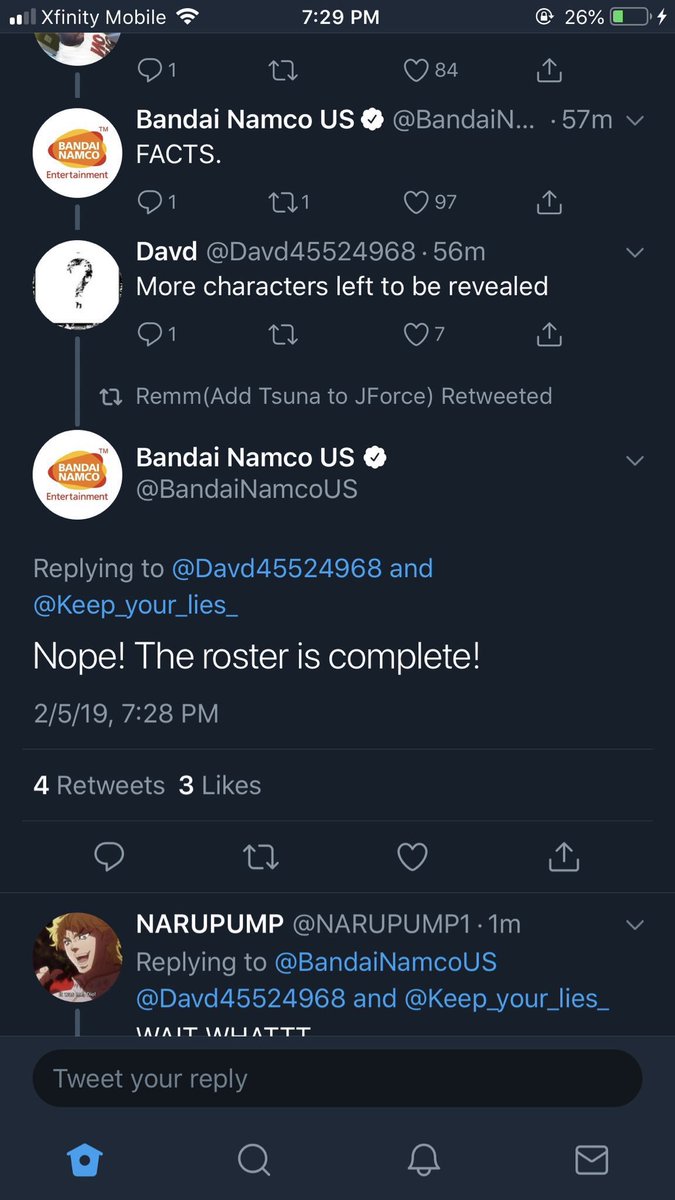 Xfinity Mobile 7:29 PM 26%
1 84
Bandai Namco US @BandaiN... · 57m
FACTS.
1 1 97
BANDAI NAMCO Entertainment TM
Davd @Davd45524968 · 56m
More characters left to be revealed
1 7
Remm(Add Tsuna to JForce) Retweeted
Bandai Namco US
@BandaiNamcoUS
BANDAI NAMCO Entertainment TM
Replying to @Davd45524968 and
@Keep_your_lies_
Nope! The roster is complete!
2/5/19, 7:28 PM
4 Retweets 3 Likes
NARUPUMP @NARUPUMP1 · 1m
Replying to @BandaiNamcoUS
@Davd45524968 and @Keep_your_lies_
WAIT WHATTT
Tweet your reply